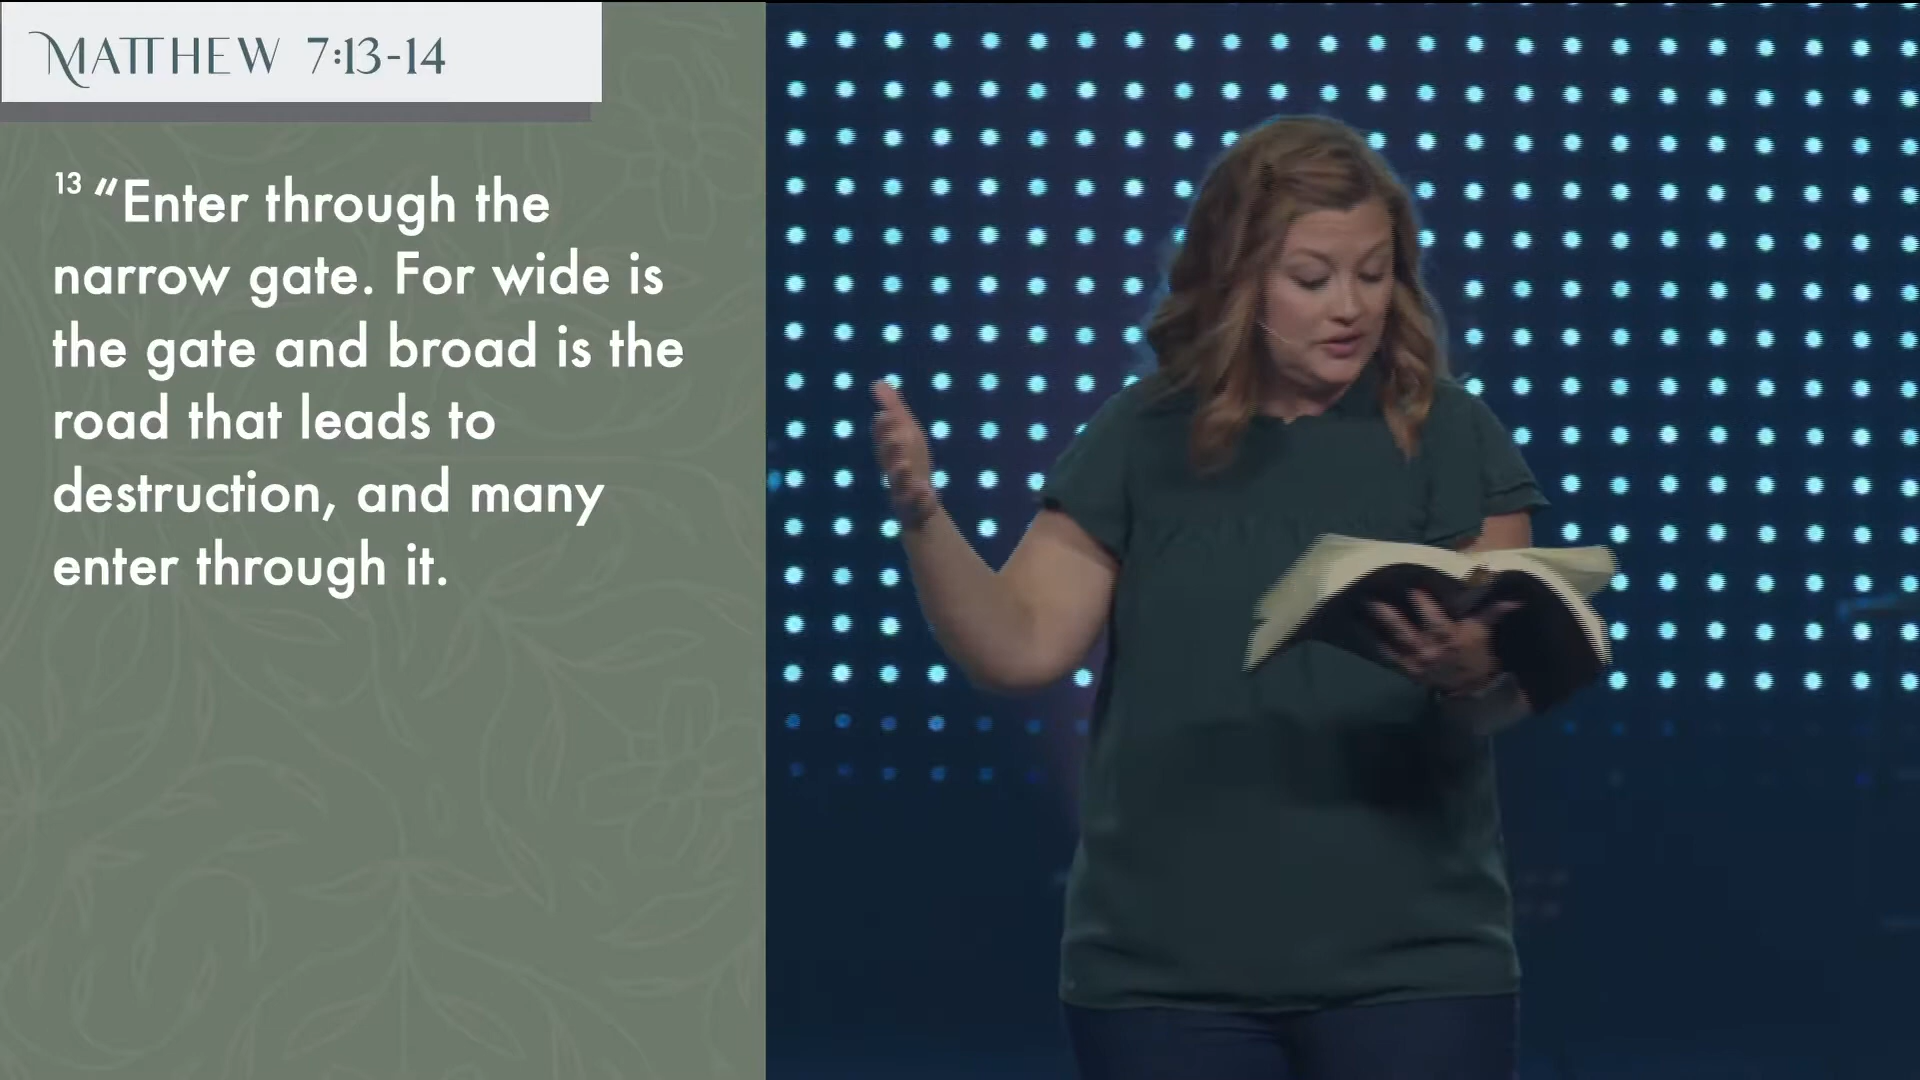 MATTHEW 7:13-14
13 “Enter through the
narrow gate. For wide is
the gate and broad is the
road that leads to
destruction, and many
enter through it.